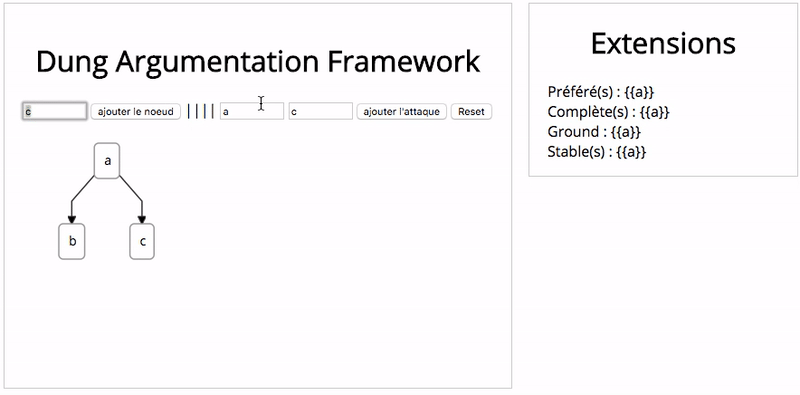 Dung Argumentation Framework
c ajouter le noeud |||| a c ajouter l'attaque Reset
a
b c
Extensions
Préféré(s) : {{a}}
Complète(s) : {{a}}
Ground : {{a}}
Stable(s) : {{a}}